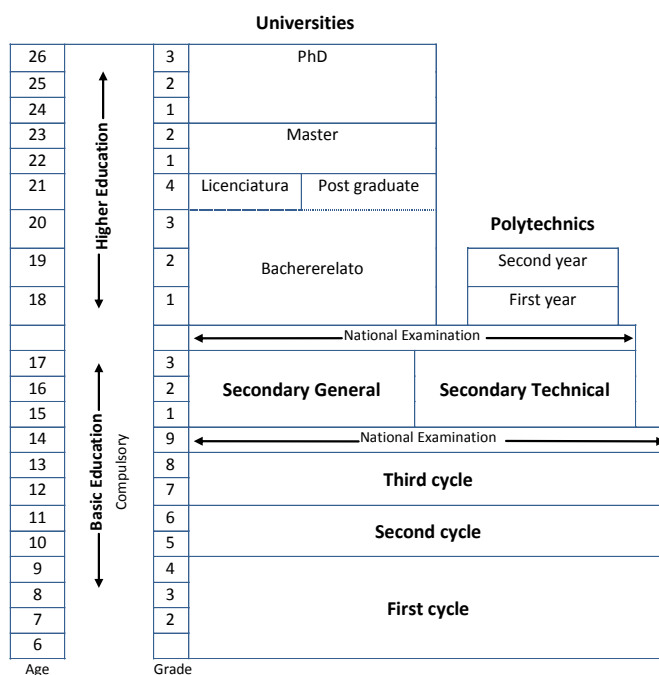 Universities
26 3 PhD
25 2
24 1
23 2 Master
22 1
21 4 Licenciatura Post graduate
20 3 Polytechnics
19 2 Bachererelato Second year
18 1 First year
Higher Education
National Examination
17 3
16 2 Secondary General Secondary Technical
15 1
14 9 National Examination
13 8
12 7 Third cycle
11 6
10 5 Second cycle
9 4
8 3 First cycle
7 2
6
Basic Education
Compulsory
Age Grade